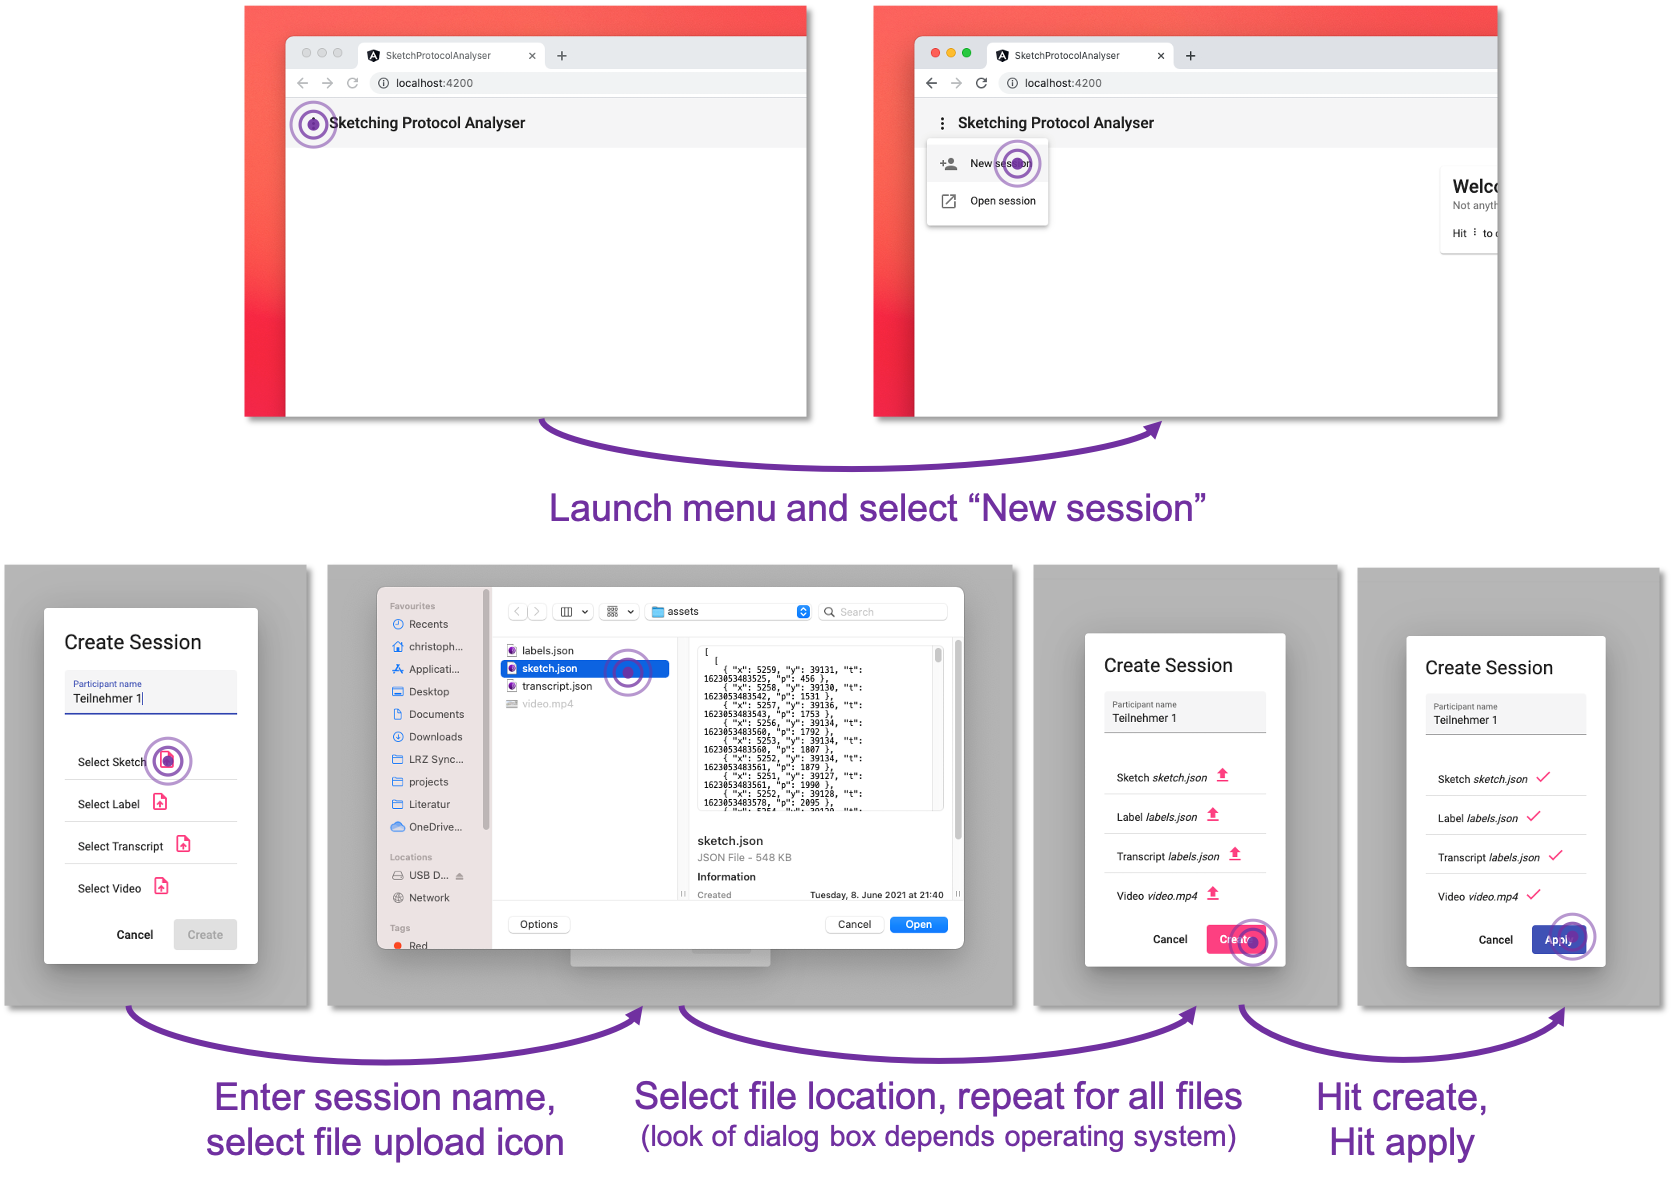 SketchProtocolAnalyser
localhost:4200
Sketching Protocol Analyser
SketchProtocolAnalyser
localhost:4200
Sketching Protocol Analyser
New session
Open session
Welco
Not anyth
Hit ⋮ to
Launch menu and select “New session”
Create Session
Participant name
Teilnehmer 1
Select Sketch
Select Label
Select Transcript
Select Video
Cancel
Create
Favourites
Recents
christoph...
Applicati...
Desktop
Documents
Downloads
LRZ Sync...
projects
Literatur
OneDrive...
Locations
USB D...
Network
Tags
Red
assets
Search
labels.json
sketch.json
transcript.json
video.mp4
[
[
{ "x": 5259, "y": 39131, "t":
1623053483525, "p": 456 },
{ "x": 5258, "y": 39130, "t":
1623053483542, "p": 1531 },
{ "x": 5257, "y": 39136, "t":
1623053483543, "p": 1753 },
{ "x": 5256, "y": 39134, "t":
1623053483560, "p": 1792 },
{ "x": 5253, "y": 39134, "t":
1623053483560, "p": 1807 },
{ "x": 5252, "y": 39134, "t":
1623053483561, "p": 1879 },
{ "x": 5251, "y": 39127, "t":
1623053483561, "p": 1990 },
{ "x": 5252, "y": 39128, "t":
1623053483578, "p": 2095 },
sketch.json
JSON File - 548 KB
Information
Created Tuesday, 8. June 2021 at 21:40
Options
Cancel
Open
Create Session
Participant name
Teilnehmer 1
Sketch sketch.json
Label labels.json
Transcript labels.json
Video video.mp4
Cancel
Create
Create Session
Participant name
Teilnehmer 1
Sketch sketch.json
Label labels.json
Transcript labels.json
Video video.mp4
Cancel
Apply
Enter session name,
select file upload icon
Select file location, repeat for all files
(look of dialog box depends operating system)
Hit create,
Hit apply